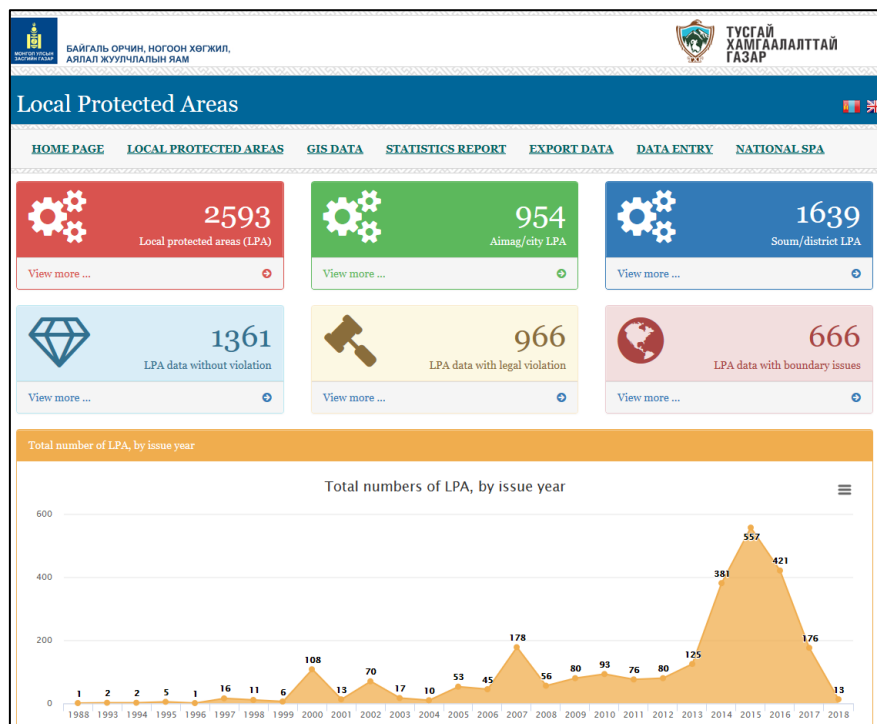 МОНГОЛ УЛСЫН
ЗАСГИЙН ГАЗАР
БАЙГАЛЬ ОРЧИН, НОГООН ХӨГЖИЛ,
АЯЛАЛ ЖУУЛЧЛАЛЫН ЯАМ
ТУСГАЙ
ХАМГААЛАЛТТАЙ
ГАЗАР
Local Protected Areas
HOME PAGE LOCAL PROTECTED AREAS GIS DATA STATISTICS REPORT EXPORT DATA DATA ENTRY NATIONAL SPA
2593
Local protected areas (LPA)
View more ...
954
Aimag/city LPA
View more ...
1639
Soum/district LPA
View more ...
1361
LPA data without violation
View more ...
966
LPA data with legal violation
View more ...
666
LPA data with boundary issues
View more ...
Total number of LPA, by issue year
Total numbers of LPA, by issue year
600
400
200
0
1 2 2 5 1 16 11 6 108 13 70 17 10 53 45 178 56 80 93 76 80 125 381 557 421 176 13
1988 1993 1994 1995 1996 1997 1998 1999 2000 2001 2002 2003 2004 2005 2006 2007 2008 2009 2010 2011 2012 2013 2014 2015 2016 2017 2018